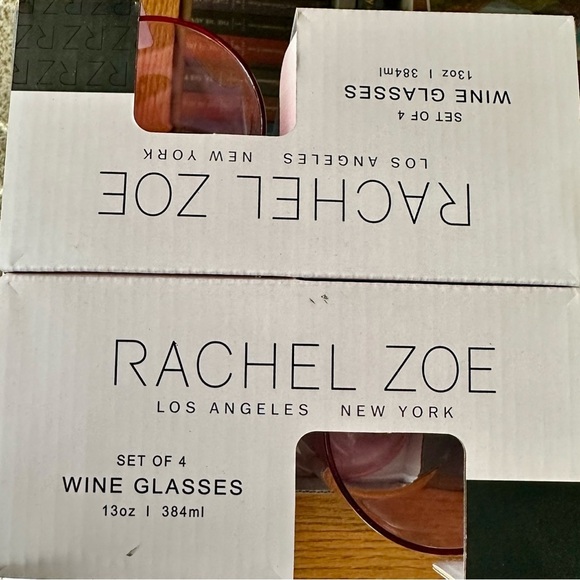 SET OF 4
WINE GLASSES
13oz | 384ml
RACHEL ZOE
LOS ANGELES NEW YORK
RACHEL ZOE
LOS ANGELES NEW YORK
SET OF 4
WINE GLASSES
13oz | 384ml